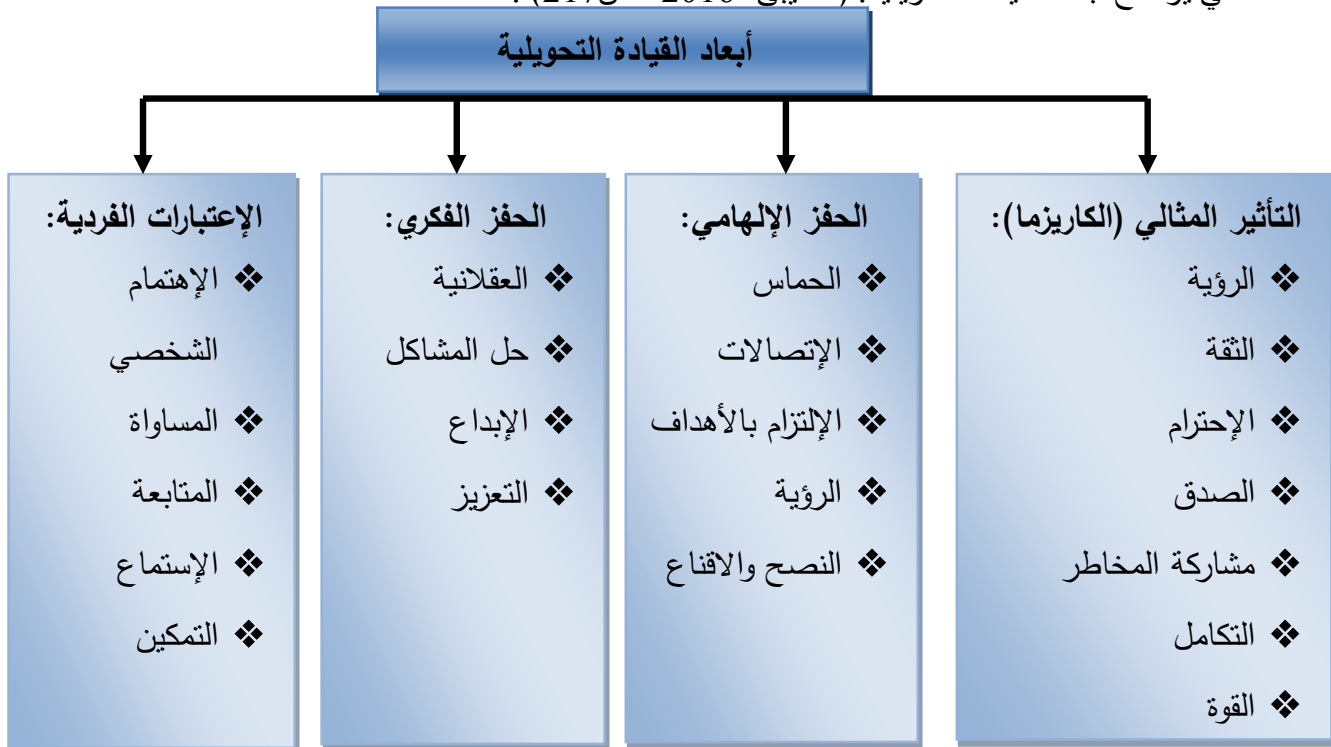 أبعاد القيادة التحويلية
التأثير المثالي (الكاريزما):
❖ الرؤية
❖ الثقة
❖ الإحترام
❖ الصدق
❖ مشاركة المخاطر
❖ التكامل
❖ القوة
الحفز الإلهامي:
❖ الحماس
❖ الإتصالات
❖ الإلتزام بالأهداف
❖ الرؤية
❖ النصح والاقناع
الحفز الفكري:
❖ العقلانية
❖ حل المشاكل
❖ الإبداع
❖ التعزيز
الإعتبارات الفردية:
❖ الإهتمام
الشخصي
❖ المساواة
❖ المتابعة
❖ الإستماع
❖ التمكين